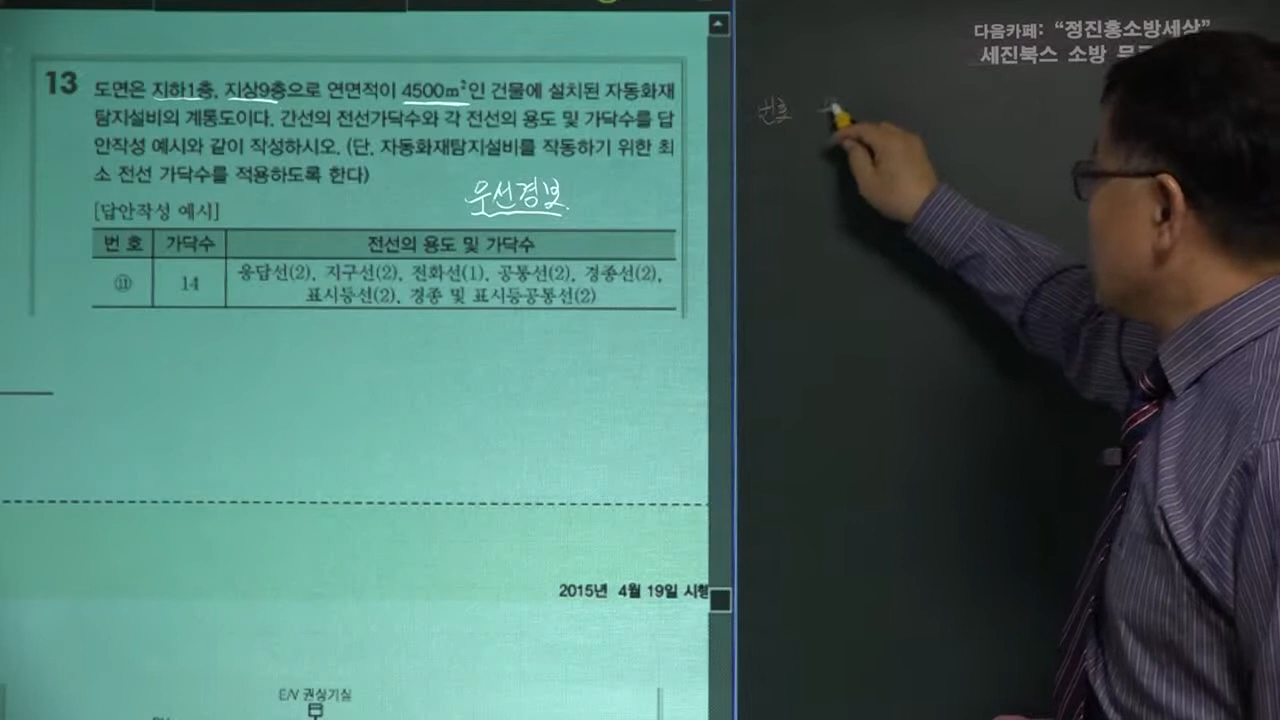 다음카페: "정진홍소방세상"
세진북스 소방
13 도면은 지하1층, 지상9층으로 연면적이 4500m²인 건물에 설치된 자동화재
탐지설비의 계통도이다. 간선의 전선가닥수와 각 전선의 용도 및 가닥수를 답
안작성 예시와 같이 작성하시오. (단, 자동화재탐지설비를 작동하기 위한 최
소 전선 가닥수를 적용하도록 한다)
우선경보
[답안작성 예시]
번 호 가닥수 전선의 용도 및 가닥수
⑪ 14 응답선(2), 지구선(2), 전화선(1), 공통선(2), 경종선(2),
표시등선(2), 경종 및 표시등공통선(2)
번호
2015년 4월 19일 시행
E/V 권상기실